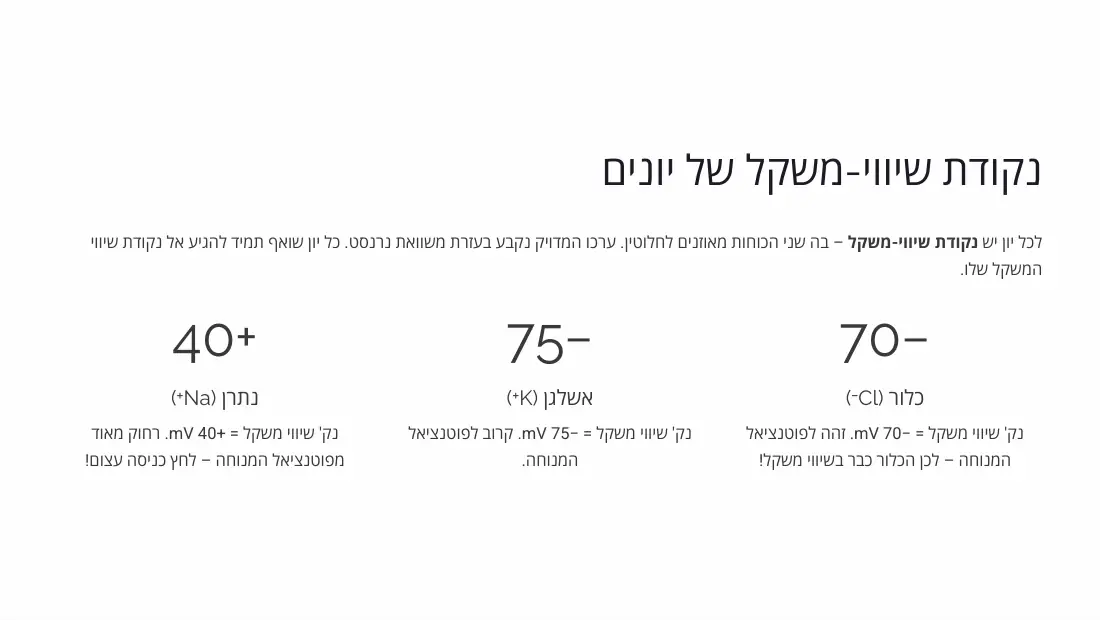 נקודת שיווי-משקל של יונים
לכל יון יש נקודת שיווי-משקל – בה שני הכוחות מאוזנים לחלוטין. ערכו המדויק נקבע בעזרת משוואת נרנסט. כל יון שואף תמיד להגיע אל נקודת שיווי
המשקל שלו.
−70
כלור (Cl⁻)
נק' שיווי משקל = −70 mV. זהה לפוטנציאל
המנוחה – לכן הכלור כבר בשיווי משקל!
−75
אשלגן (K⁺)
נק' שיווי משקל = −75 mV. קרוב לפוטנציאל
המנוחה.
+40
נתרן (Na⁺)
נק' שיווי משקל = +40 mV. רחוק מאוד
מפוטנציאל המנוחה – לחץ כניסה עצום!